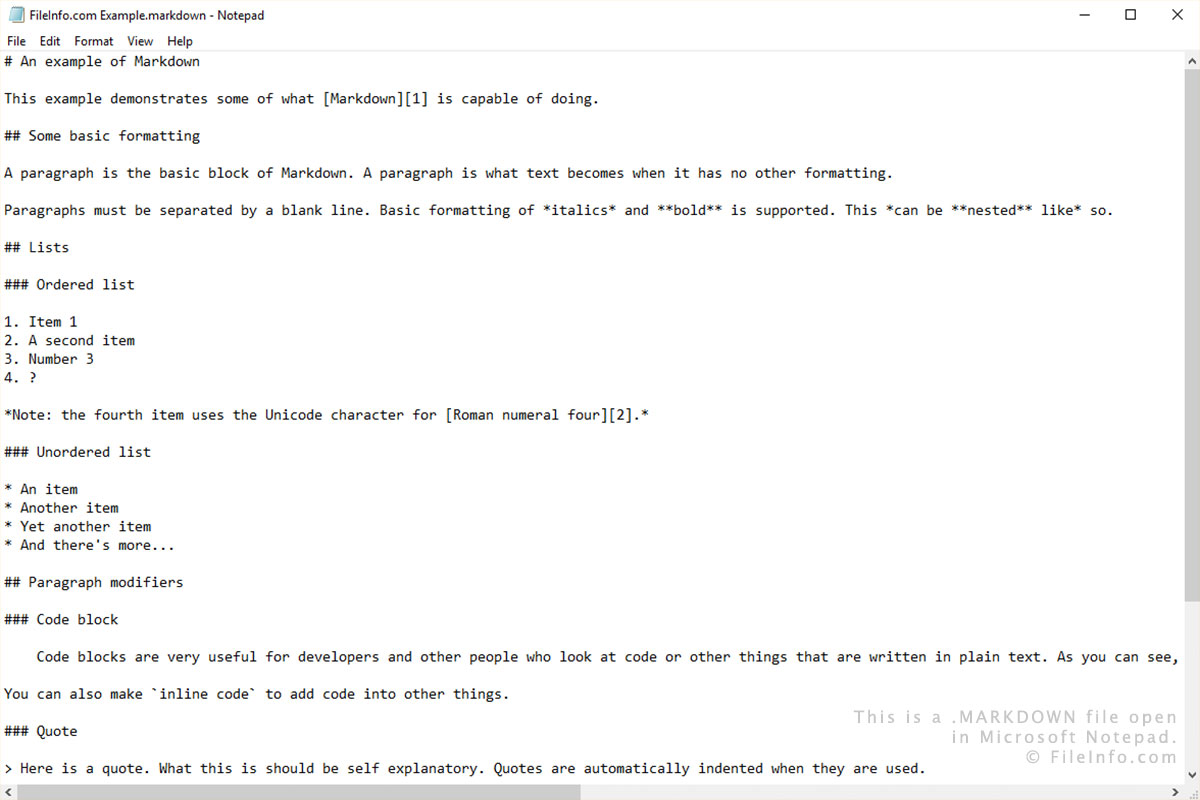 FileInfo.com Example.markdown - Notepad
File Edit Format View Help
# An example of Markdown
This example demonstrates some of what [Markdown][1] is capable of doing.
## Some basic formatting
A paragraph is the basic block of Markdown. A paragraph is what text becomes when it has no other formatting.
Paragraphs must be separated by a blank line. Basic formatting of *italics* and **bold** is supported. This *can be **nested** like* so.
## Lists
### Ordered list
1. Item 1
2. A second item
3. Number 3
4. ?
*Note: the fourth item uses the Unicode character for [Roman numeral four][2].*
### Unordered list
* An item
* Another item
* Yet another item
* And there's more...
## Paragraph modifiers
### Code block
    Code blocks are very useful for developers and other people who look at code or other things that are written in plain text. As you can see,
You can also make `inline code` to add code into other things.
### Quote
> Here is a quote. What this is should be self explanatory. Quotes are automatically indented when they are used.
This is a .MARKDOWN file open
in Microsoft Notepad.
© FileInfo.com